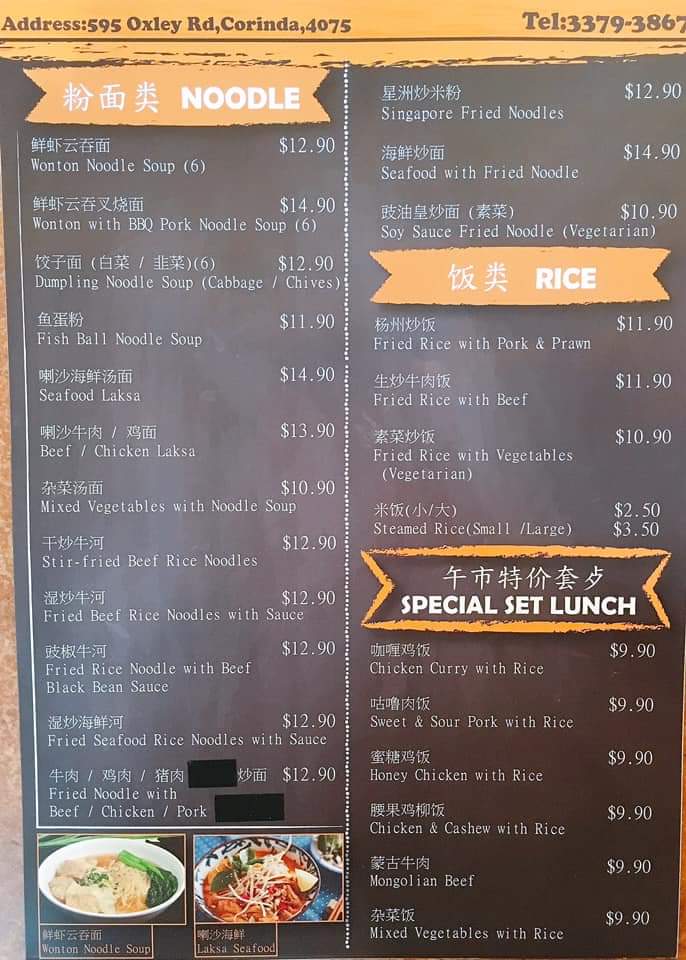 Address:595 Oxley Rd,Corinda,4075
Tel:3379-3867
粉面类 NOODLE
鲜虾云吞面 $12.90
Wonton Noodle Soup (6)
鲜虾云吞叉烧面 $14.90
Wonton with BBQ Pork Noodle Soup (6)
饺子面 (白菜 / 韭菜)(6) $12.90
Dumpling Noodle Soup (Cabbage / Chives)
鱼蛋粉 $11.90
Fish Ball Noodle Soup
喇沙海鲜汤面 $14.90
Seafood Laksa
喇沙牛肉 / 鸡面 $13.90
Beef / Chicken Laksa
杂菜汤面 $10.90
Mixed Vegetables with Noodle Soup
干炒牛河 $12.90
Stir-fried Beef Rice Noodles
湿炒牛河 $12.90
Fried Beef Rice Noodles with Sauce
豉椒牛河 $12.90
Fried Rice Noodle with Beef
Black Bean Sauce
湿炒海鲜河 $12.90
Fried Seafood Rice Noodles with Sauce
牛肉 / 鸡肉 / 猪肉 炒面 $12.90
Fried Noodle with
Beef / Chicken / Pork
鲜虾云吞面
Wonton Noodle Soup
喇沙海鲜
Laksa Seafood
星洲炒米粉 $12.90
Singapore Fried Noodles
海鲜炒面 $14.90
Seafood with Fried Noodle
豉油皇炒面 (素菜) $10.90
Soy Sauce Fried Noodle (Vegetarian)
饭类 RICE
杨州炒饭 $11.90
Fried Rice with Pork & Prawn
生炒牛肉饭 $11.90
Fried Rice with Beef
素菜炒饭 $10.90
Fried Rice with Vegetables
(Vegetarian)
米饭(小/大) $2.50
Steamed Rice(Small /Large) $3.50
午市特价套歺
SPECIAL SET LUNCH
咖喱鸡饭 $9.90
Chicken Curry with Rice
咕噜肉饭 $9.90
Sweet & Sour Pork with Rice
蜜糖鸡饭 $9.90
Honey Chicken with Rice
腰果鸡柳饭 $9.90
Chicken & Cashew with Rice
蒙古牛肉 $9.90
Mongolian Beef
杂菜饭 $9.90
Mixed Vegetables with Rice